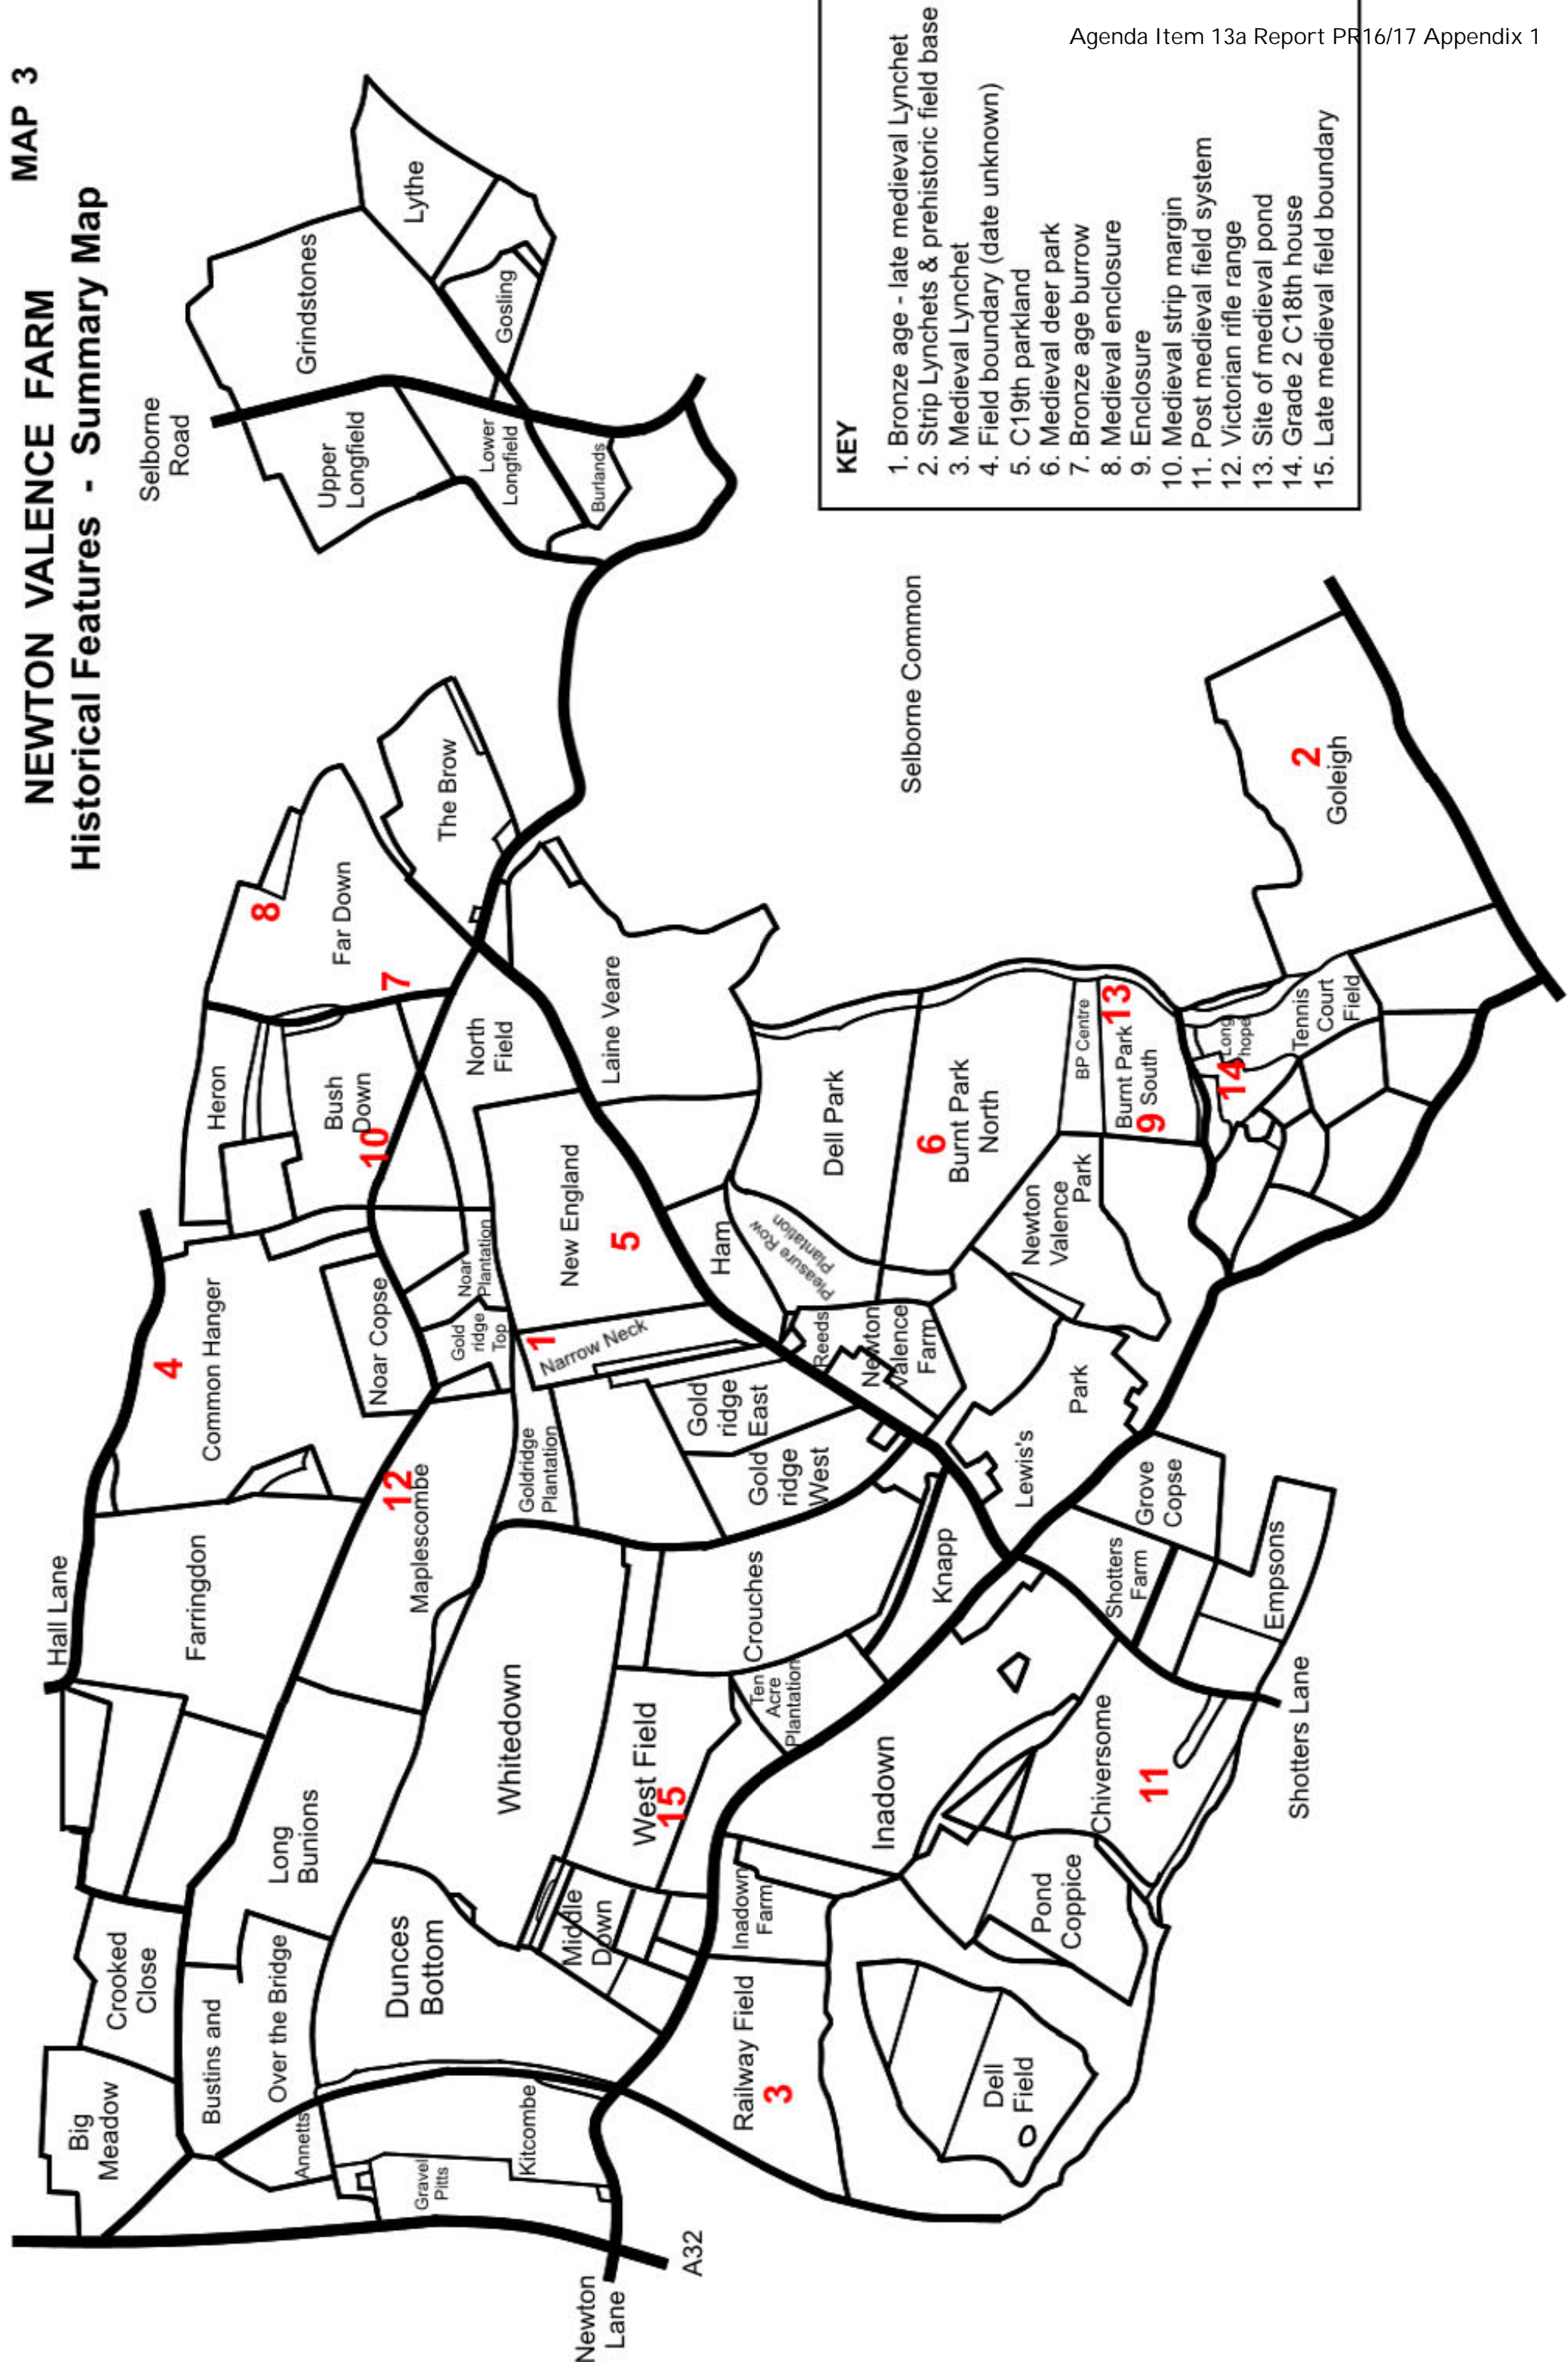 Agenda Item 13a Report PR16/17 Appendix 1
NEWTON VALENCE FARM
MAP 3
Historical Features - Summary Map
Selborne
Road
Grindstones
Lythe
Gosling
Upper
Longfield
Lower
Longfield
Burlands
Hall Lane
4
Common Hanger
Heron
8
Far Down
7
The Brow
Bush
Down
10
North
Field
Laine Veare
Noar Copse
Noar
Plantation
Gold
ridge
Top
New England
5
1
Narrow Neck
Ham
Pleasure Row
Plantation
Dell Park
6
Burnt Park
North
BP Centre
Burnt Park
South
13
9
Newton
Valence
Park
Long
hope
14
Tennis
Court
Field
2
Goleigh
Selborne Common
Big
Meadow
Crooked
Close
Farringdon
12
Maplescombe
Goldridge
Plantation
Gold
ridge
East
Gold
ridge
West
Reeds
Newton
Valence
Farm
Lewis's
Park
Bustins and
Over the Bridge
Long
Bunions
Annetts
Dunces
Bottom
Whitedown
Crouches
Knapp
Grove
Copse
Shotters
Farm
Empsons
Gravel
Pitts
Kitcombe
Middle
Down
West Field
15
Ten
Acre
Plantation
Inadown
Inadown
Farm
Railway Field
3
Chiversome
11
Pond
Coppice
Dell
Field
Shotters Lane
Newton
Lane
A32
KEY
1. Bronze age - late medieval Lynchet
2. Strip Lynchets & prehistoric field base
3. Medieval Lynchet
4. Field boundary (date unknown)
5. C19th parkland
6. Medieval deer park
7. Bronze age burrow
8. Medieval enclosure
9. Enclosure
10. Medieval strip margin
11. Post medieval field system
12. Victorian rifle range
13. Site of medieval pond
14. Grade 2 C18th house
15. Late medieval field boundary